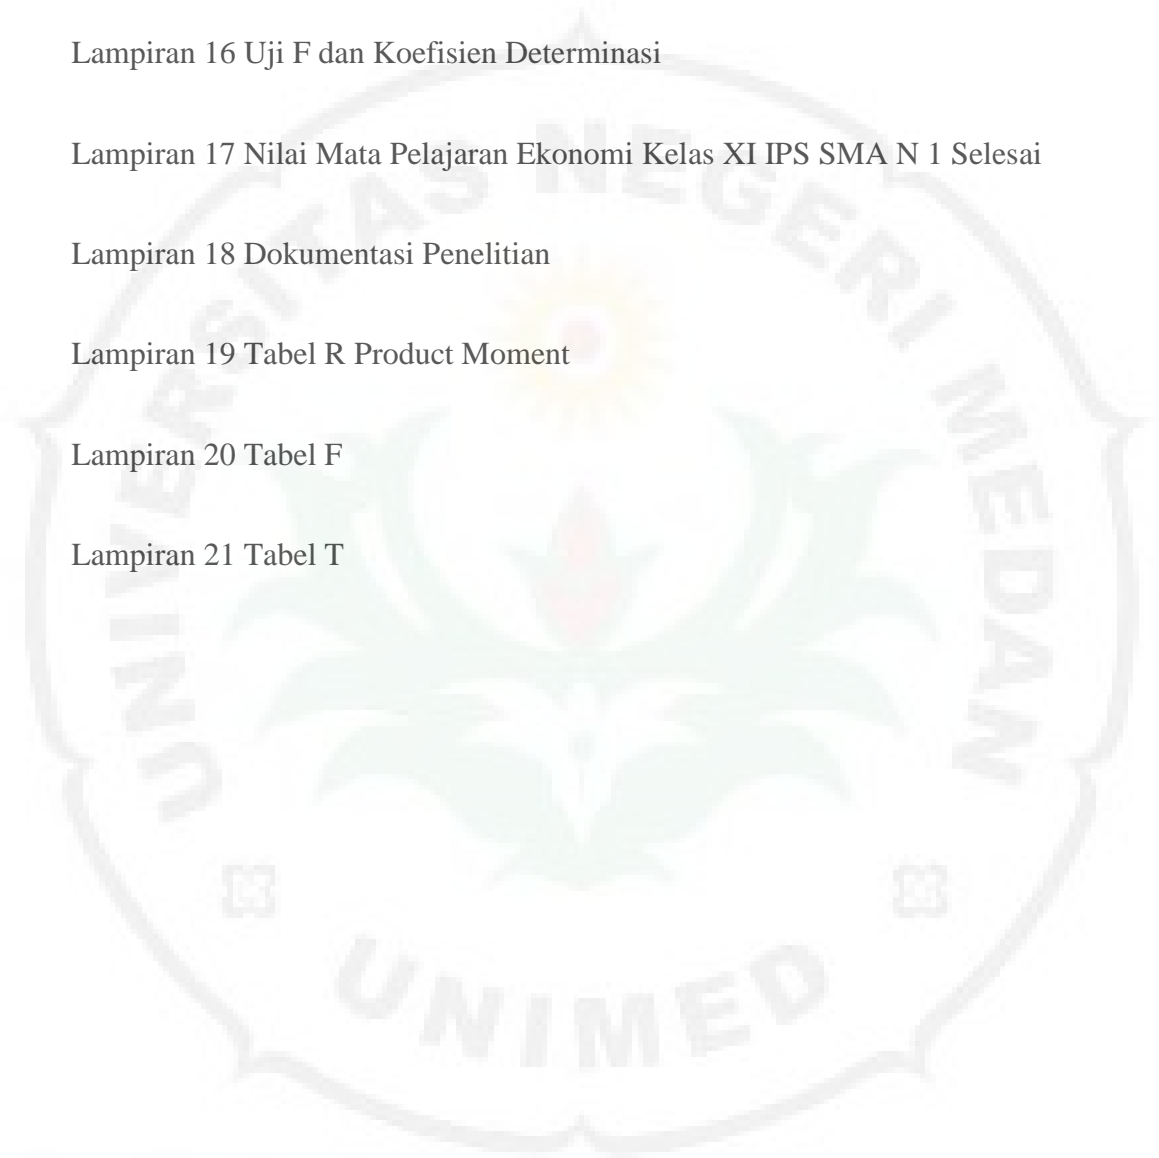 Lampiran 16 Uji F dan Koefisien Determinasi
Lampiran 17 Nilai Mata Pelajaran Ekonomi Kelas XI IPS SMA N 1 Selesai
Lampiran 18 Dokumentasi Penelitian
Lampiran 19 Tabel R Product Moment
Lampiran 20 Tabel F
Lampiran 21 Tabel T
UNIVERSITAS NEGERI MEDAN
UNIMED